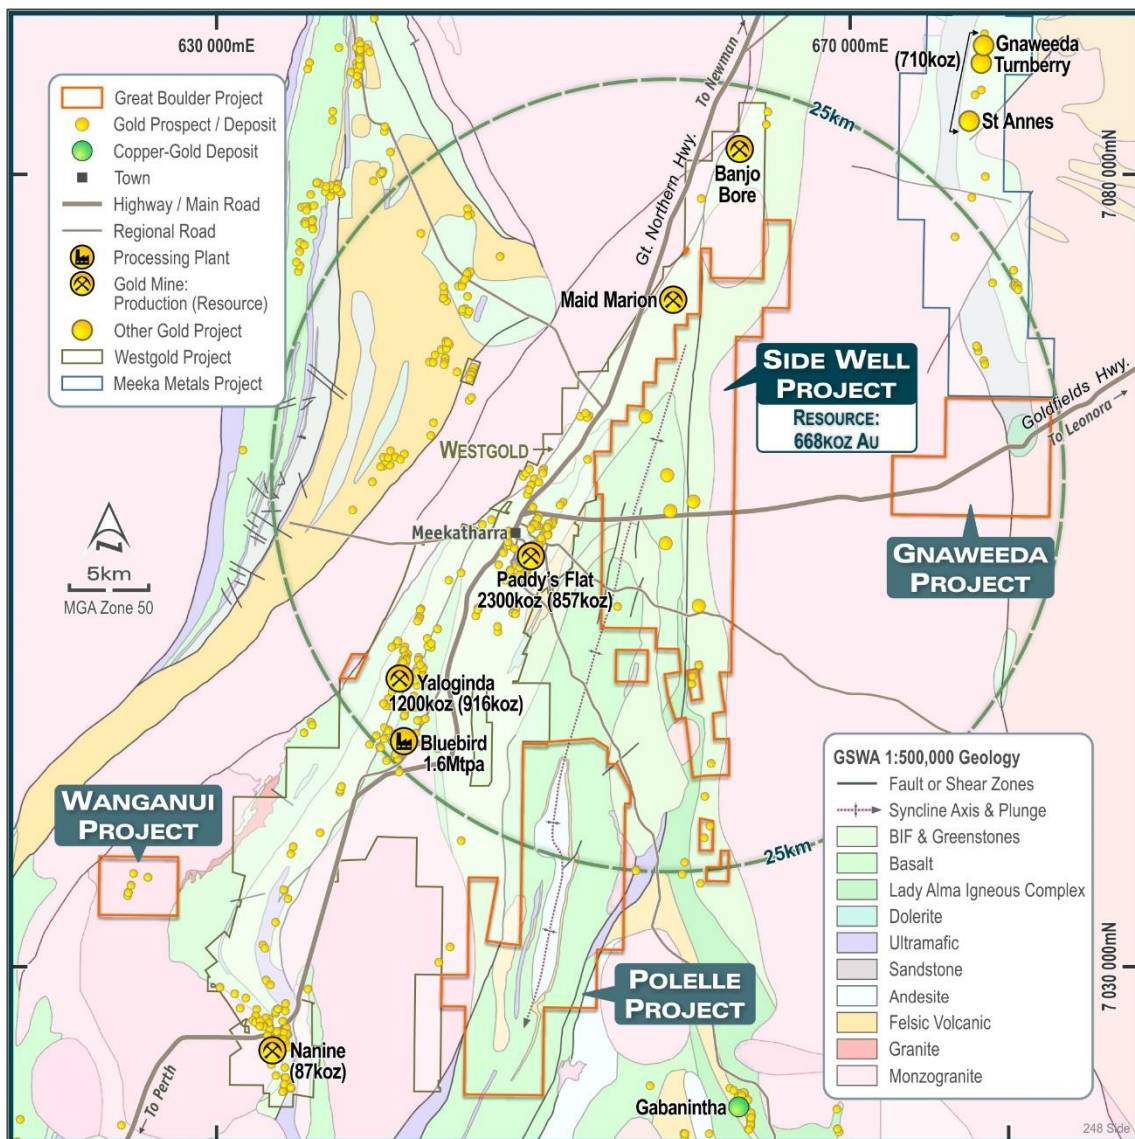 630 000mE
670 000mE
7 080 000mN
7 030 000mN
Great Boulder Project
Gold Prospect / Deposit
Copper-Gold Deposit
Town
Highway / Main Road
Regional Road
Processing Plant
Gold Mine:
Production (Resource)
Other Gold Project
Westgold Project
Meeka Metals Project
To Newman
Gt. Northern Hwy.
25km
(710koz)
Gnaweeda
Turnberry
St Annes
Banjo
Bore
Maid Marion
SIDE WELL
PROJECT
RESOURCE:
668KOZ AU
Goldfields Hwy.
To Leonora
WESTGOLD
Meekatharra
Paddy's Flat
2300koz (857koz)
GNAWEEDA
PROJECT
N
5km
MGA Zone 50
Yaloginda
1200koz (916koz)
Bluebird
1.6Mtpa
WANGANUI
PROJECT
25km
POLELLE
PROJECT
Nanine
(87koz)
To Perth
Gabanintha
GSWA 1:500,000 Geology
Fault or Shear Zones
Syncline Axis & Plunge
BIF & Greenstones
Basalt
Lady Alma Igneous Complex
Dolerite
Ultramafic
Sandstone
Andesite
Felsic Volcanic
Granite
Monzogranite
248 Side